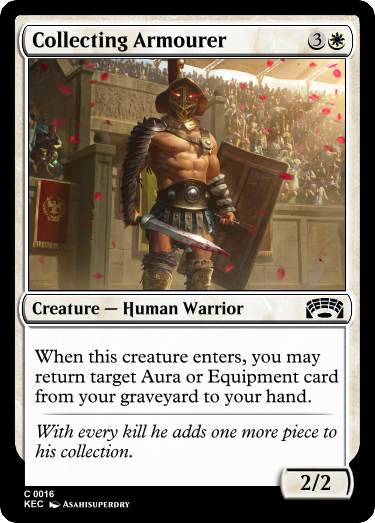 Collecting Armourer 3
Creature — Human Warrior
When this creature enters, you may
return target Aura or Equipment card
from your graveyard to your hand.
With every kill he adds one more piece to
his collection.
2/2
C 0016
KEC Asahisuperdry